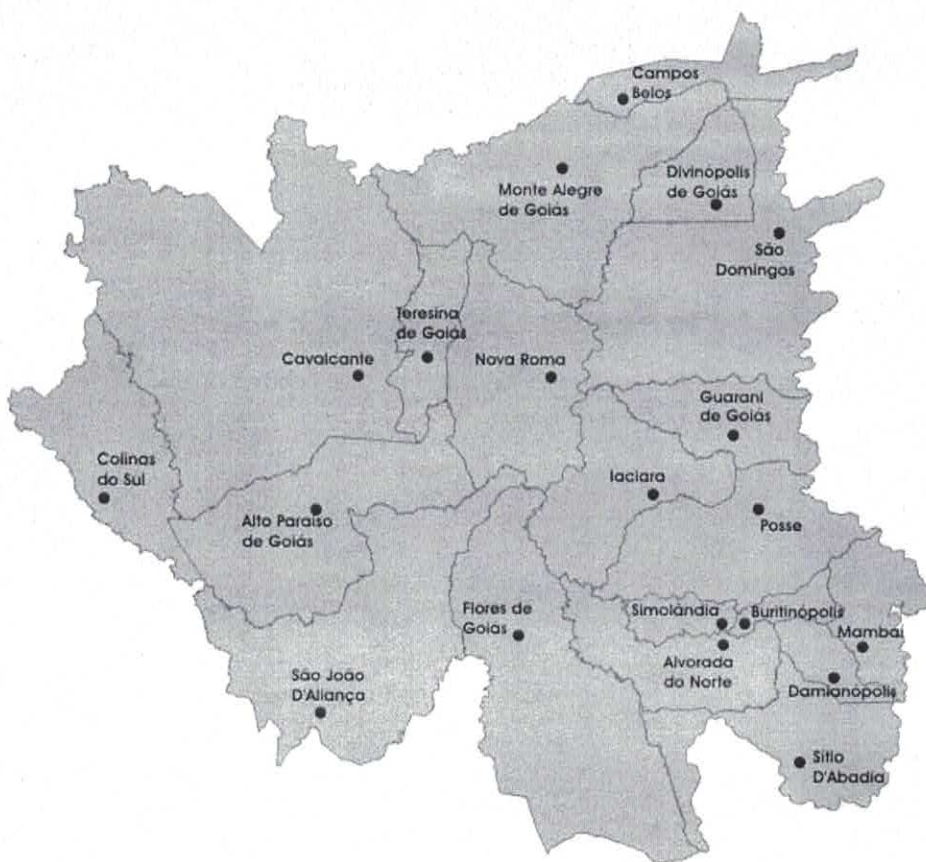 Campos
Belos
Monte Alegre
de Goiás
Divinópolis
de Goiás
São
Domingos
Teresina
de Goiás
Cavalcante
Nova Roma
Guarani
de Goiás
Colinas
do Sul
Iaciara
Alto Paraíso
de Goiás
Posse
Flores de
Goiás
Simolândia
Buritinópolis
Mambaí
Alvorada
do Norte
São João
D'Aliança
Damianópolis
Sítio
D'Abadia